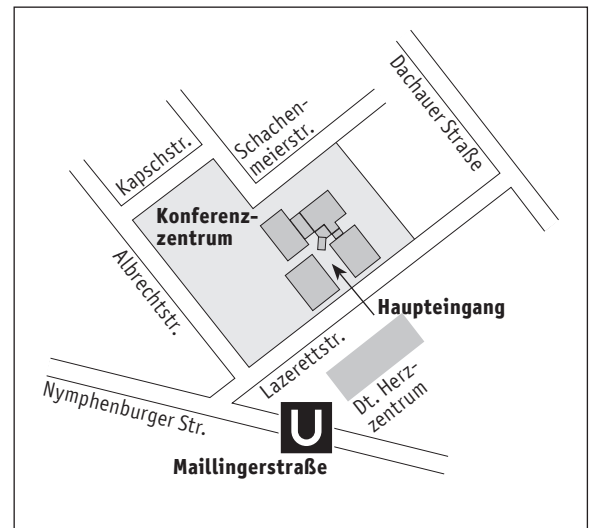 Dachauer Straße
Schachen-
meierstr.
Kapschstr.
Konferenz-
zentrum
Albrechtstr.
Haupteingang
Lazerettstr.
Dt. Herz-
zentrum
Nymphenburger Str.
U
Maillingerstraße